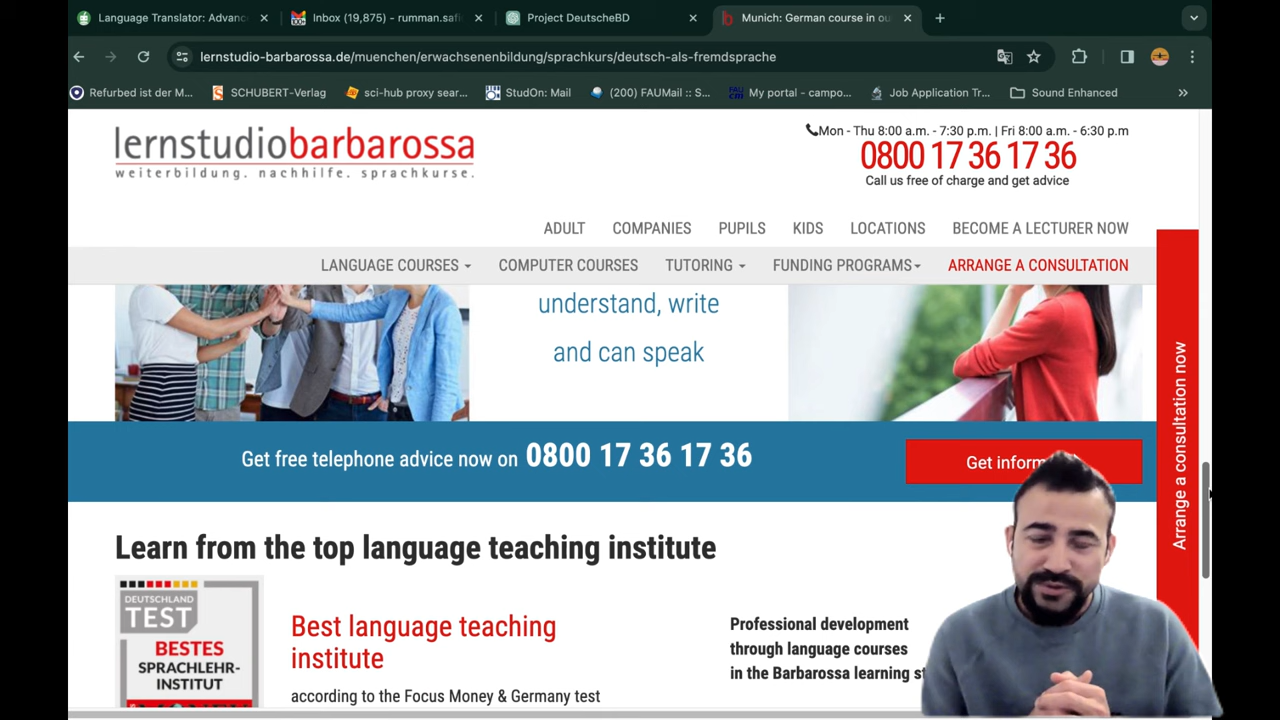 Language Translator: Advanc
Inbox (19,875) - rumman.safi
Project DeutscheBD
Munich: German course in ou
lernstudio-barbarossa.de/muenchen/erwachsenenbildung/sprachkurs/deutsch-als-fremdsprache
Refurbed ist der M...
SCHUBERT-Verlag
sci-hub proxy sear...
StudOn: Mail
(200) FAUMail :: S...
My portal - campo...
Job Application Tr...
Sound Enhanced
lernstudiobarbarossa
weiterbildung. nachhilfe. sprachkurse.
Mon - Thu 8:00 a.m. - 7:30 p.m. | Fri 8:00 a.m. - 6:30 p.m
0800 17 36 17 36
Call us free of charge and get advice
ADULT COMPANIES PUPILS KIDS LOCATIONS BECOME A LECTURER NOW
LANGUAGE COURSES COMPUTER COURSES TUTORING FUNDING PROGRAMS ARRANGE A CONSULTATION
understand, write
and can speak
Arrange a consultation now
Get free telephone advice now on 0800 17 36 17 36
Get inform
Learn from the top language teaching institute
DEUTSCHLAND
TEST
BESTES
SPRACHLEHR-
INSTITUT
Best language teaching
institute
according to the Focus Money & Germany test
Professional development
through language courses
in the Barbarossa learning st